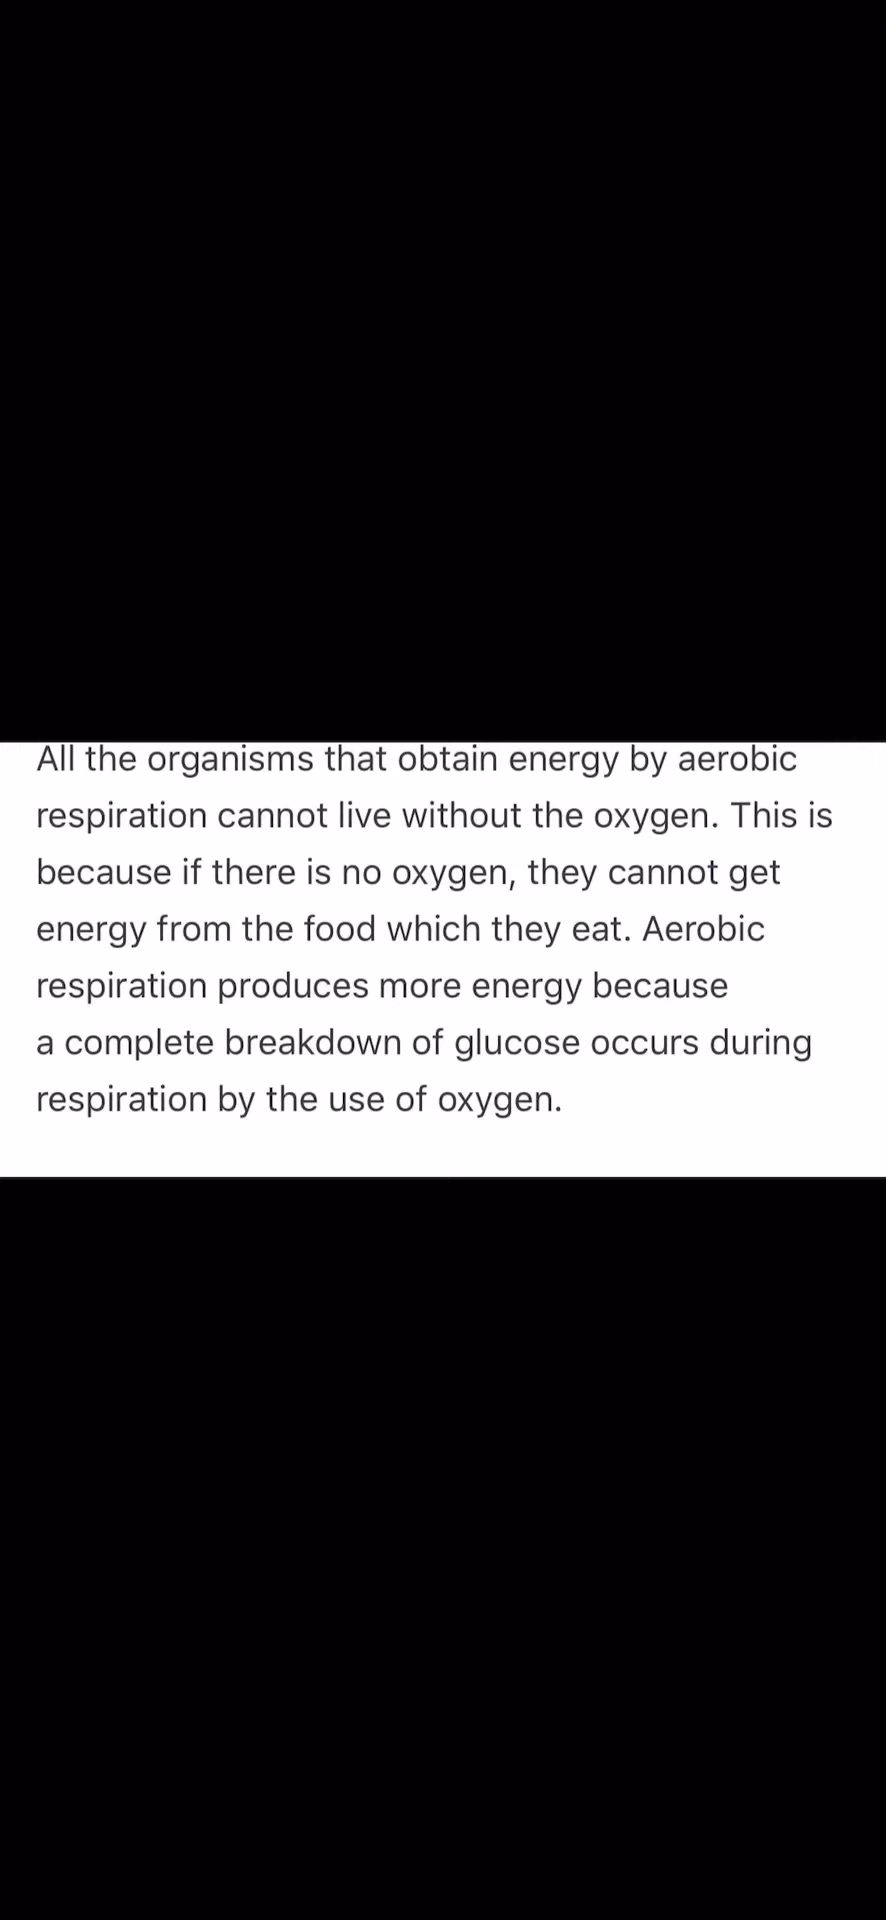 All the organisms that obtain energy by aerobic
respiration cannot live without the oxygen. This is
because if there is no oxygen, they cannot get
energy from the food which they eat. Aerobic
respiration produces more energy because
a complete breakdown of glucose occurs during
respiration by the use of oxygen.